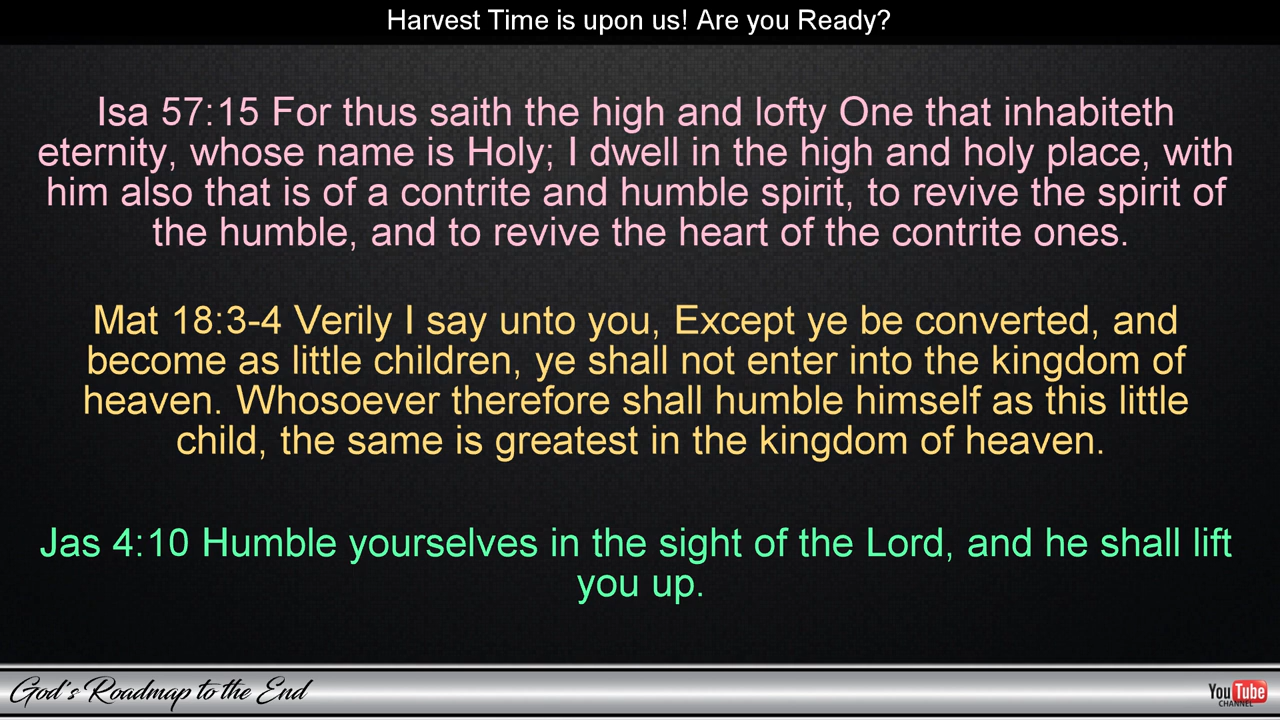 Harvest Time is upon us! Are you Ready?
Isa 57:15 For thus saith the high and lofty One that inhabiteth
eternity, whose name is Holy; I dwell in the high and holy place, with
him also that is of a contrite and humble spirit, to revive the spirit of
the humble, and to revive the heart of the contrite ones.
Mat 18:3-4 Verily I say unto you, Except ye be converted, and
become as little children, ye shall not enter into the kingdom of
heaven. Whosoever therefore shall humble himself as this little
child, the same is greatest in the kingdom of heaven.
Jas 4:10 Humble yourselves in the sight of the Lord, and he shall lift
you up.
God's Roadmap to the End
YouTube
CHANNEL